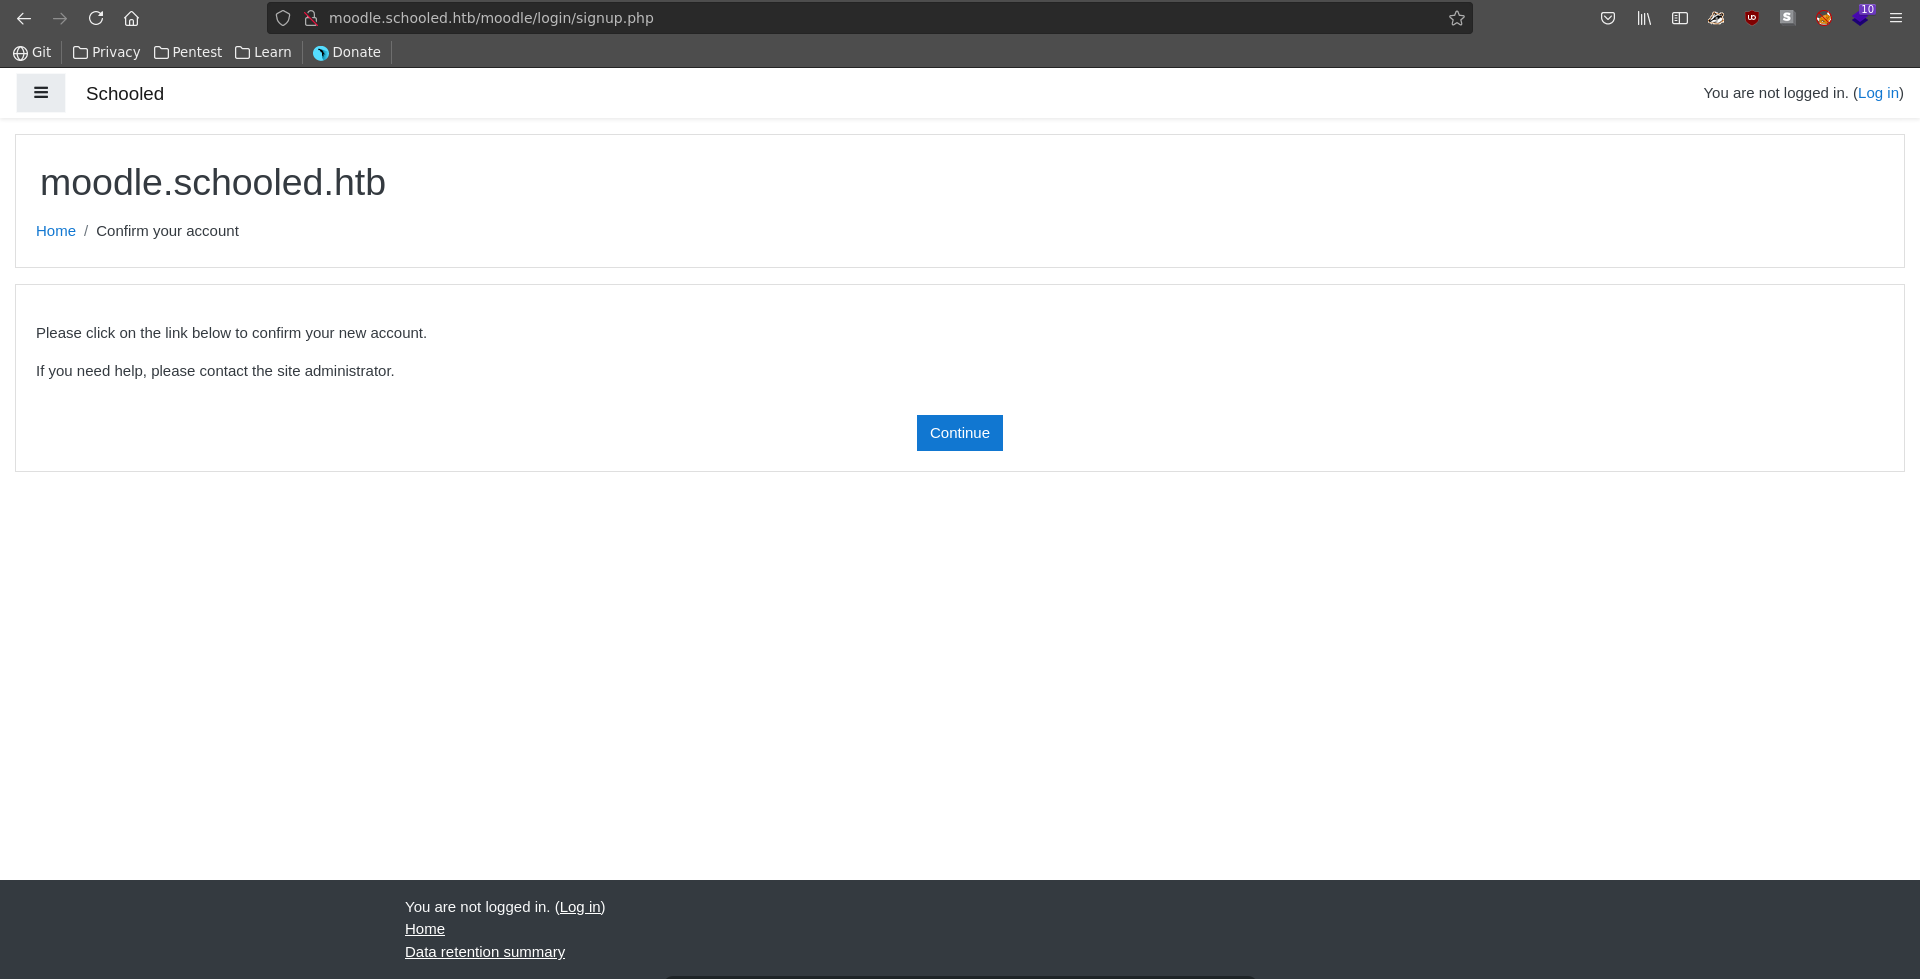 moodle.schooled.htb/moodle/login/signup.php
10
Git Privacy Pentest Learn Donate
Schooled
You are not logged in. (Log in)
moodle.schooled.htb
Home / Confirm your account
Please click on the link below to confirm your new account.
If you need help, please contact the site administrator.
Continue
You are not logged in. (Log in)
Home
Data retention summary